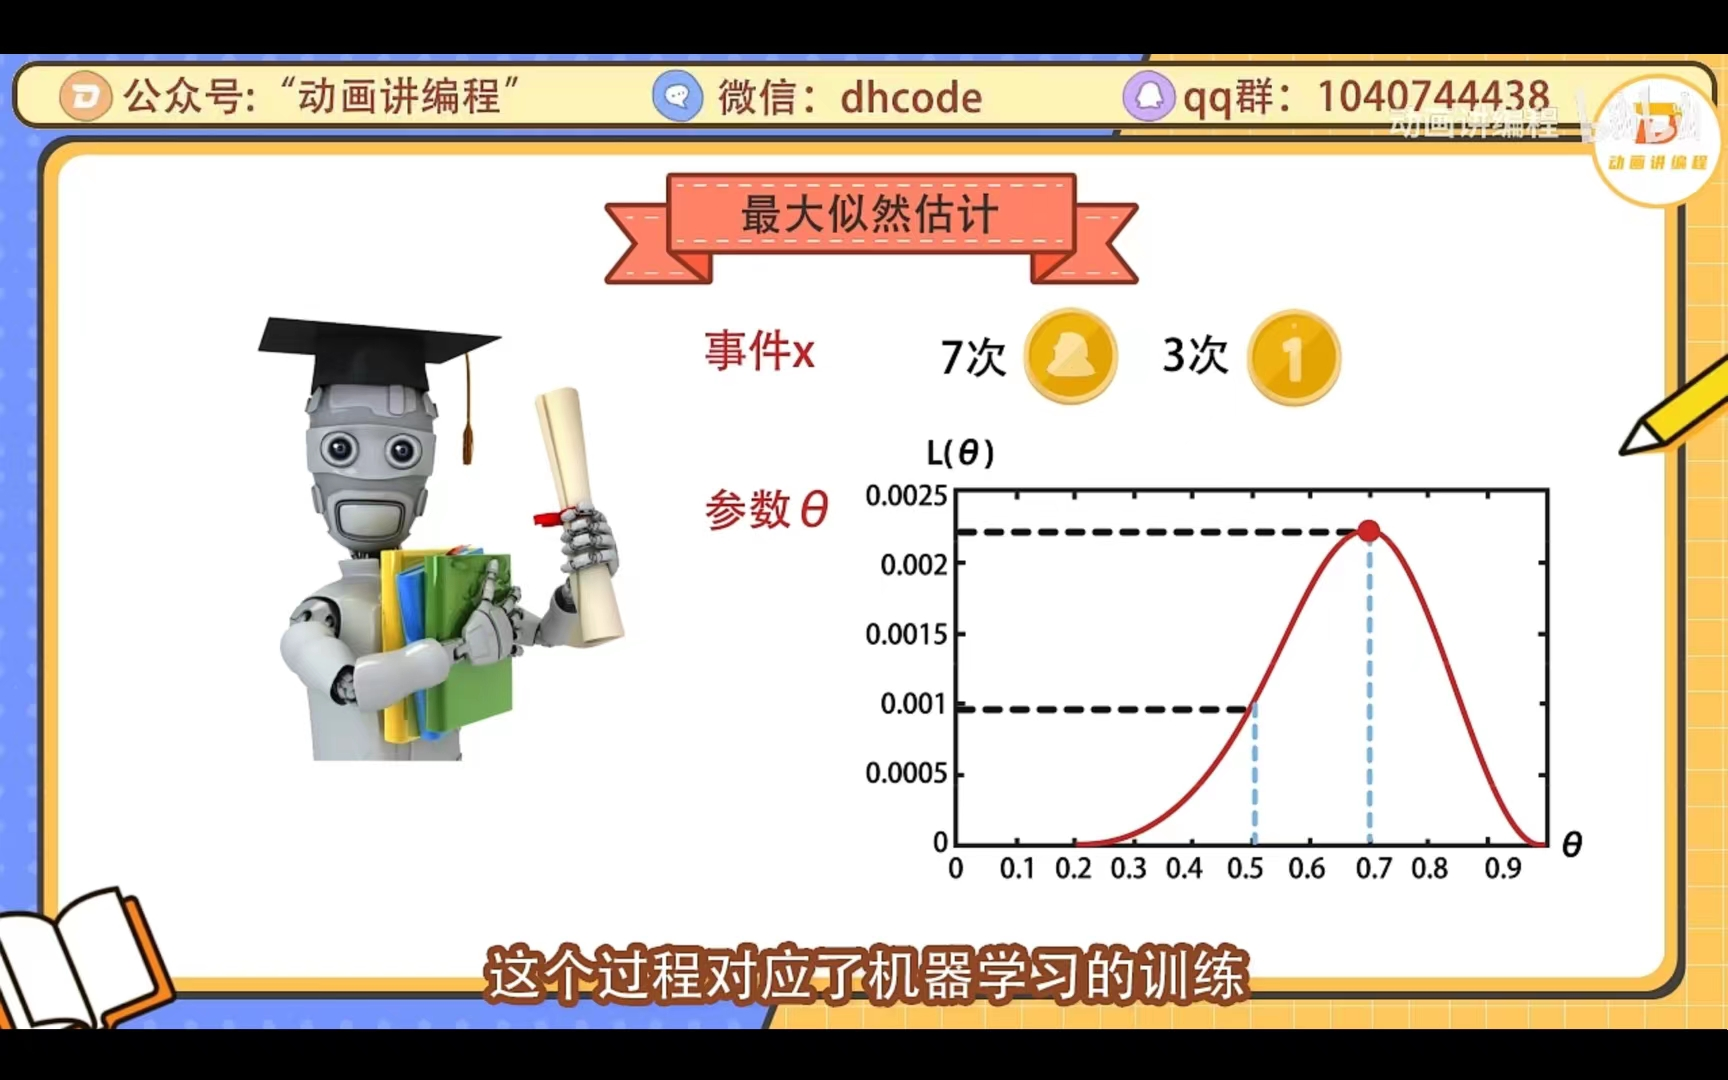 公众号:“动画讲编程”
微信：dhcode
qq群：1040744438
动画讲编程 bilibili
动画讲编程
最大似然估计
事件x
7次
3次 1
L(θ)
参数θ
0.0025
0.002
0.0015
0.001
0.0005
0
θ
0 0.1 0.2 0.3 0.4 0.5 0.6 0.7 0.8 0.9
这个过程对应了机器学习的训练